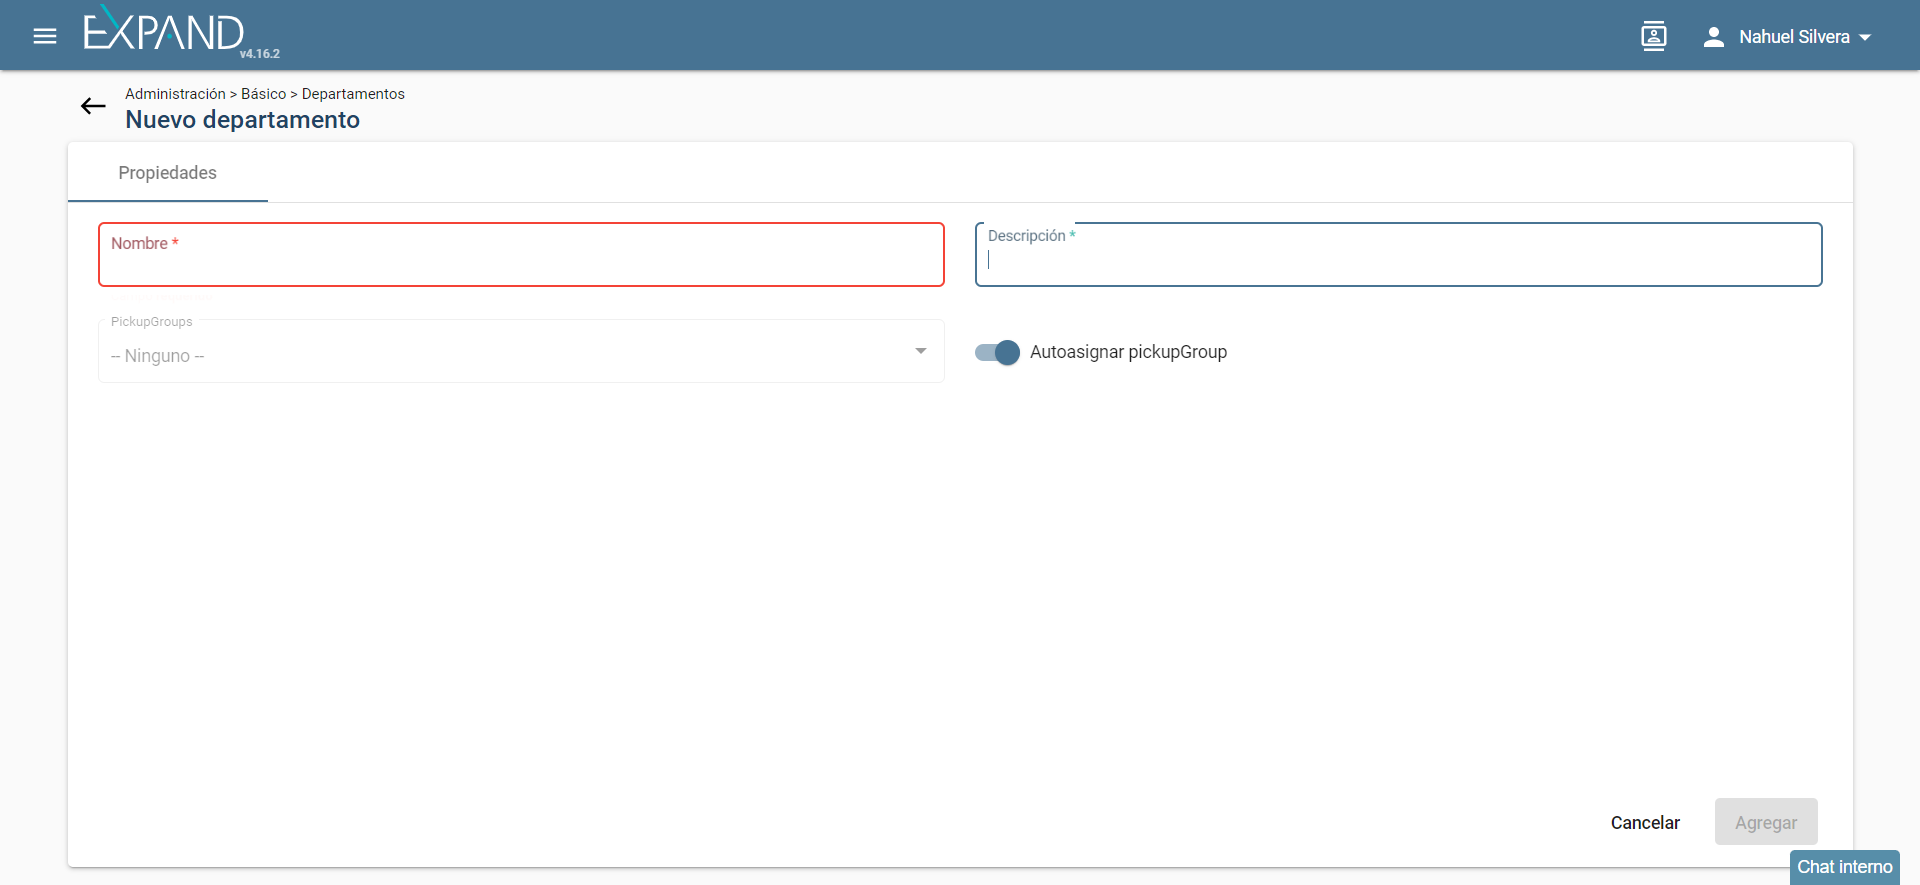 EXPAND
v4.16.2
Nahuel Silvera
Administración > Básico > Departamentos
Nuevo departamento
Propiedades
Nombre *
Descripción *
PickupGroups
-- Ninguno --
Autoasignar pickupGroup
Cancelar
Agregar
Chat interno